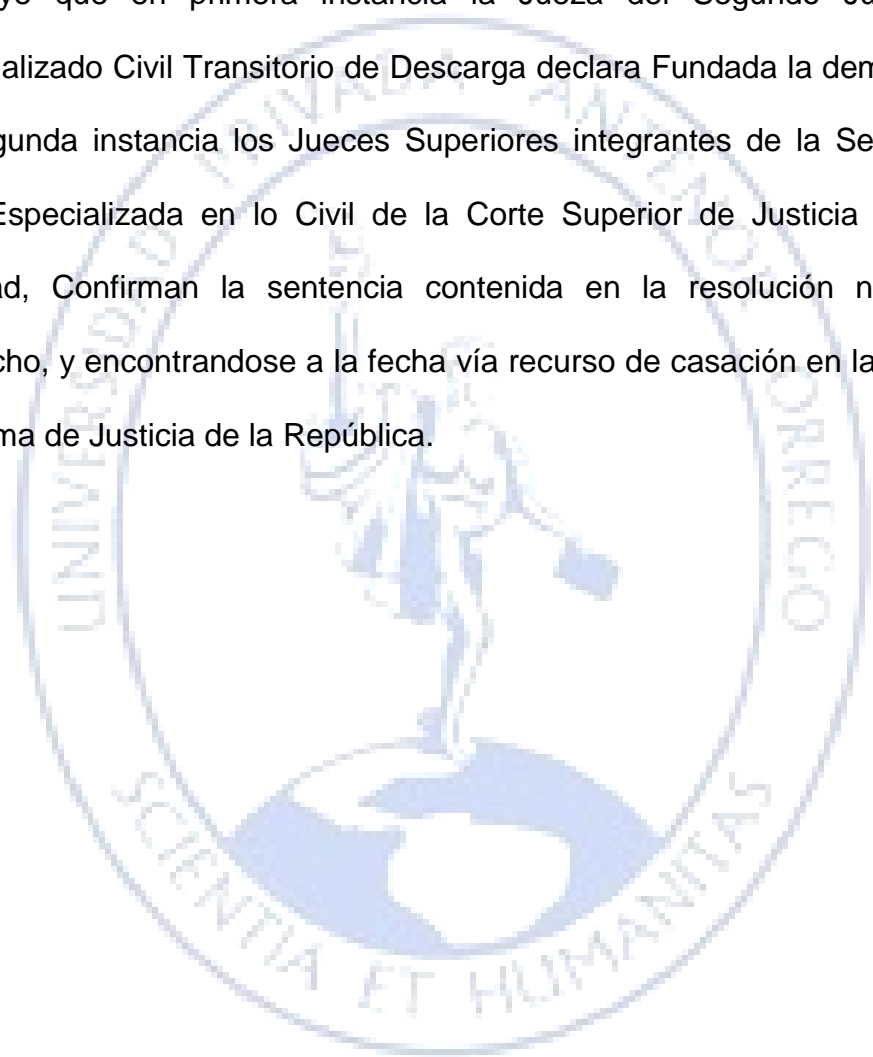 yo que en primera instancia la Jueza del Segundo Ju
alizado Civil Transitorio de Descarga declara Fundada la dem
gunda instancia los Jueces Superiores integrantes de la Se
Especializada en lo Civil de la Corte Superior de Justicia
ad, Confirman la sentencia contenida en la resolución n
cho, y encontrandose a la fecha vía recurso de casación en la
ma de Justicia de la República.
UNIVERSIDAD PRIVADA ANTENOR ORREGO
SCIENTIA ET HUMANITAS